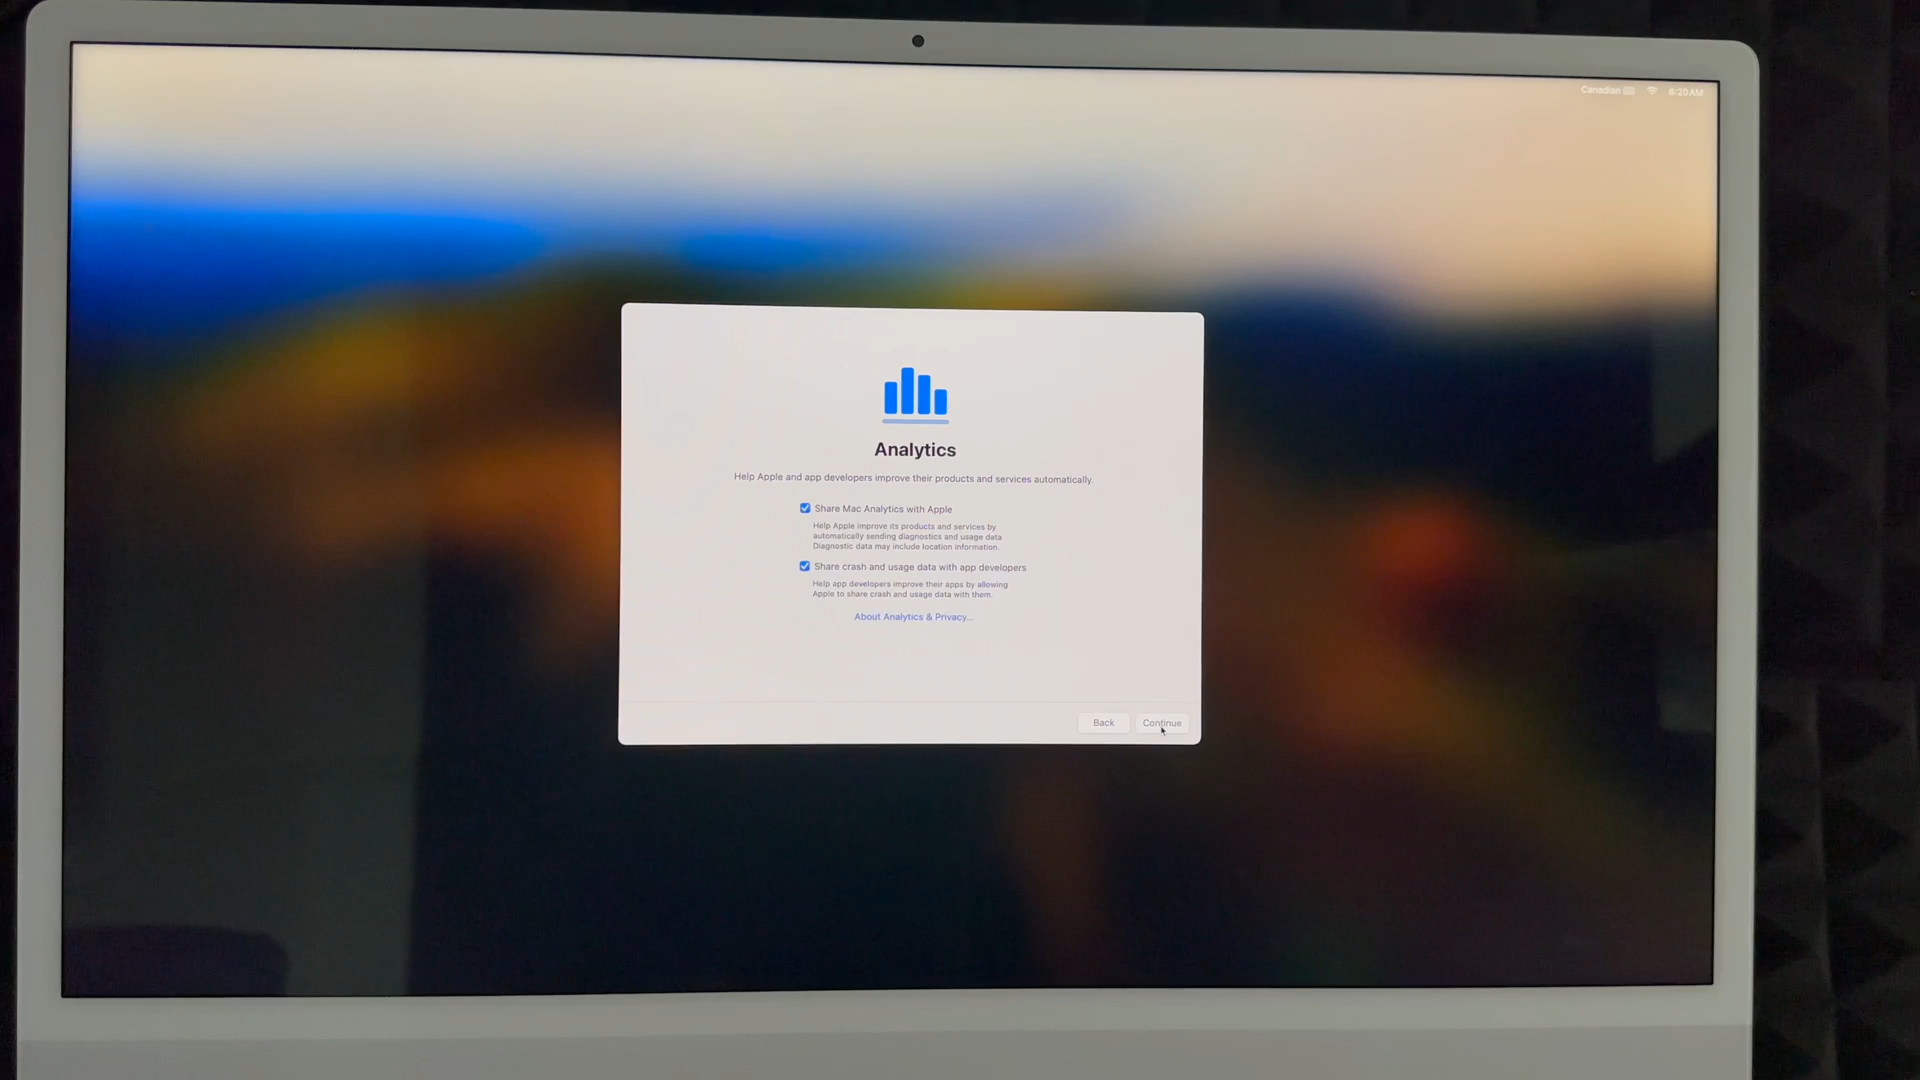 Canadian 6:20 AM
Analytics
Help Apple and app developers improve their products and services automatically.
Share Mac Analytics with Apple
Help Apple improve its products and services by
automatically sending diagnostics and usage data
Diagnostic data may include location information.
Share crash and usage data with app developers
Help app developers improve their apps by allowing
Apple to share crash and usage data with them.
About Analytics & Privacy...
Back Continue